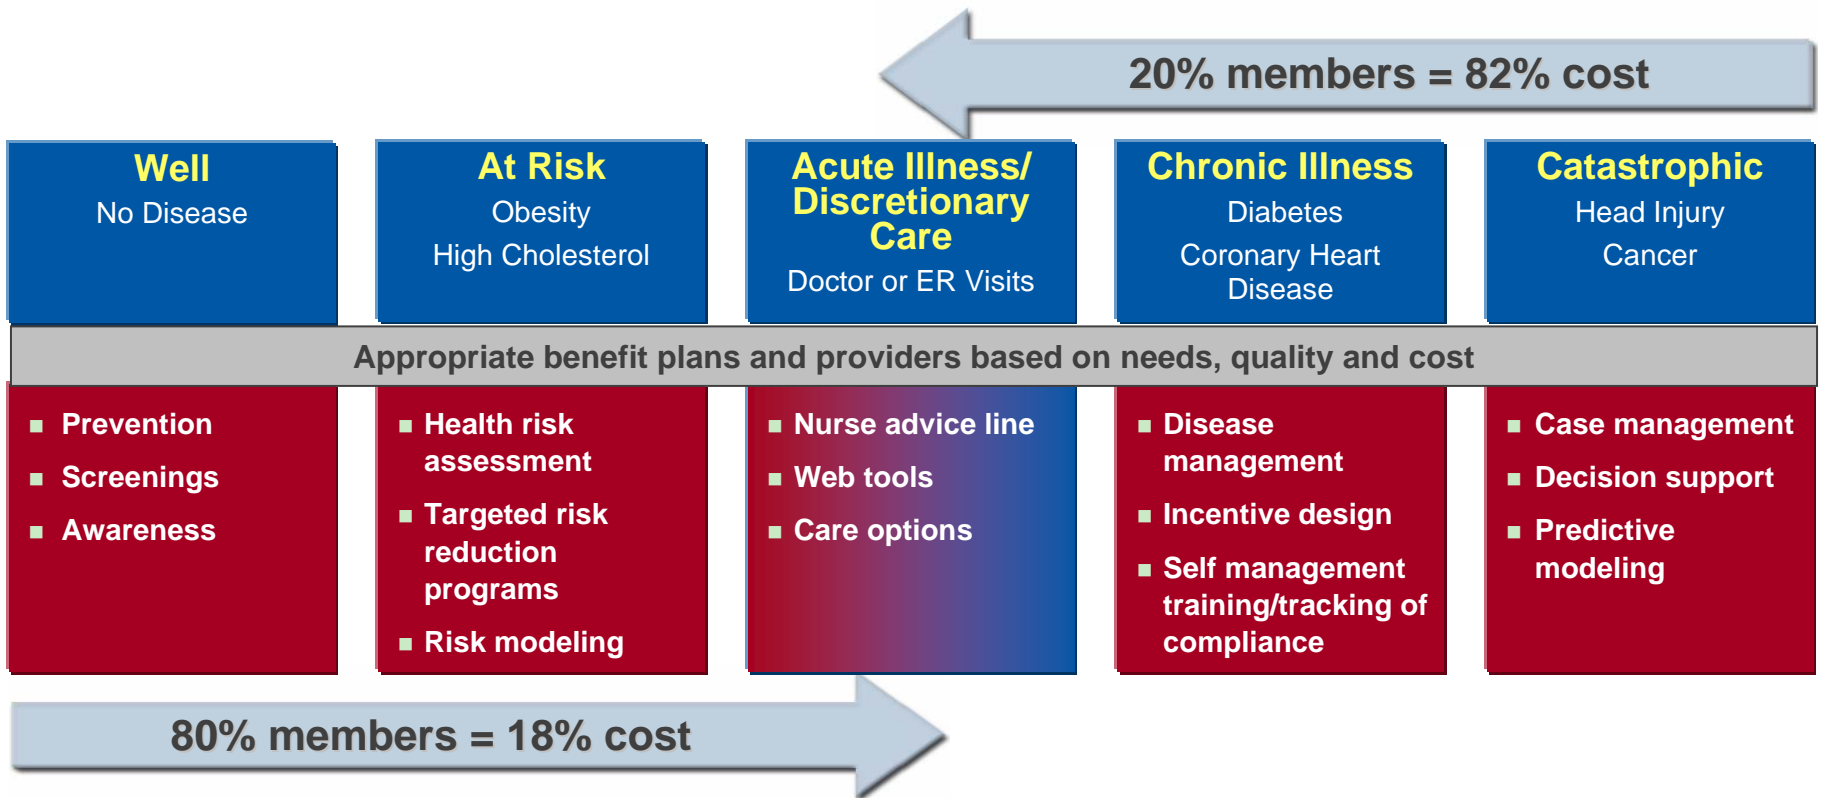 20% members = 82% cost
Well
No Disease
At Risk
Obesity
High Cholesterol
Acute Illness/
Discretionary
Care
Doctor or ER Visits
Chronic Illness
Diabetes
Coronary Heart
Disease
Catastrophic
Head Injury
Cancer
Appropriate benefit plans and providers based on needs, quality and cost
Prevention
Screenings
Awareness
Health risk
assessment
Targeted risk
reduction
programs
Risk modeling
Nurse advice line
Web tools
Care options
Disease
management
Incentive design
Self management
training/tracking of
compliance
Case management
Decision support
Predictive
modeling
80% members = 18% cost